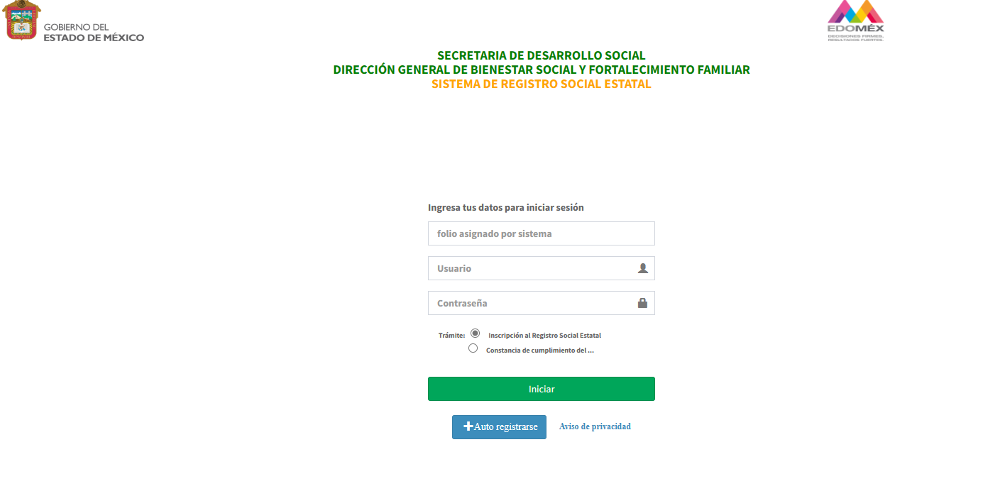 GOBIERNO DEL
ESTADO DE MÉXICO
EDOMÉX
DECISIONES FIRMES,
RESULTADOS FUERTES.
SECRETARIA DE DESARROLLO SOCIAL
DIRECCIÓN GENERAL DE BIENESTAR SOCIAL Y FORTALECIMIENTO FAMILIAR
SISTEMA DE REGISTRO SOCIAL ESTATAL
Ingresa tus datos para iniciar sesión
folio asignado por sistema
Usuario
Contraseña
Trámite: Inscripción al Registro Social Estatal
Constancia de cumplimiento del ...
Iniciar
Auto registrarse Aviso de privacidad